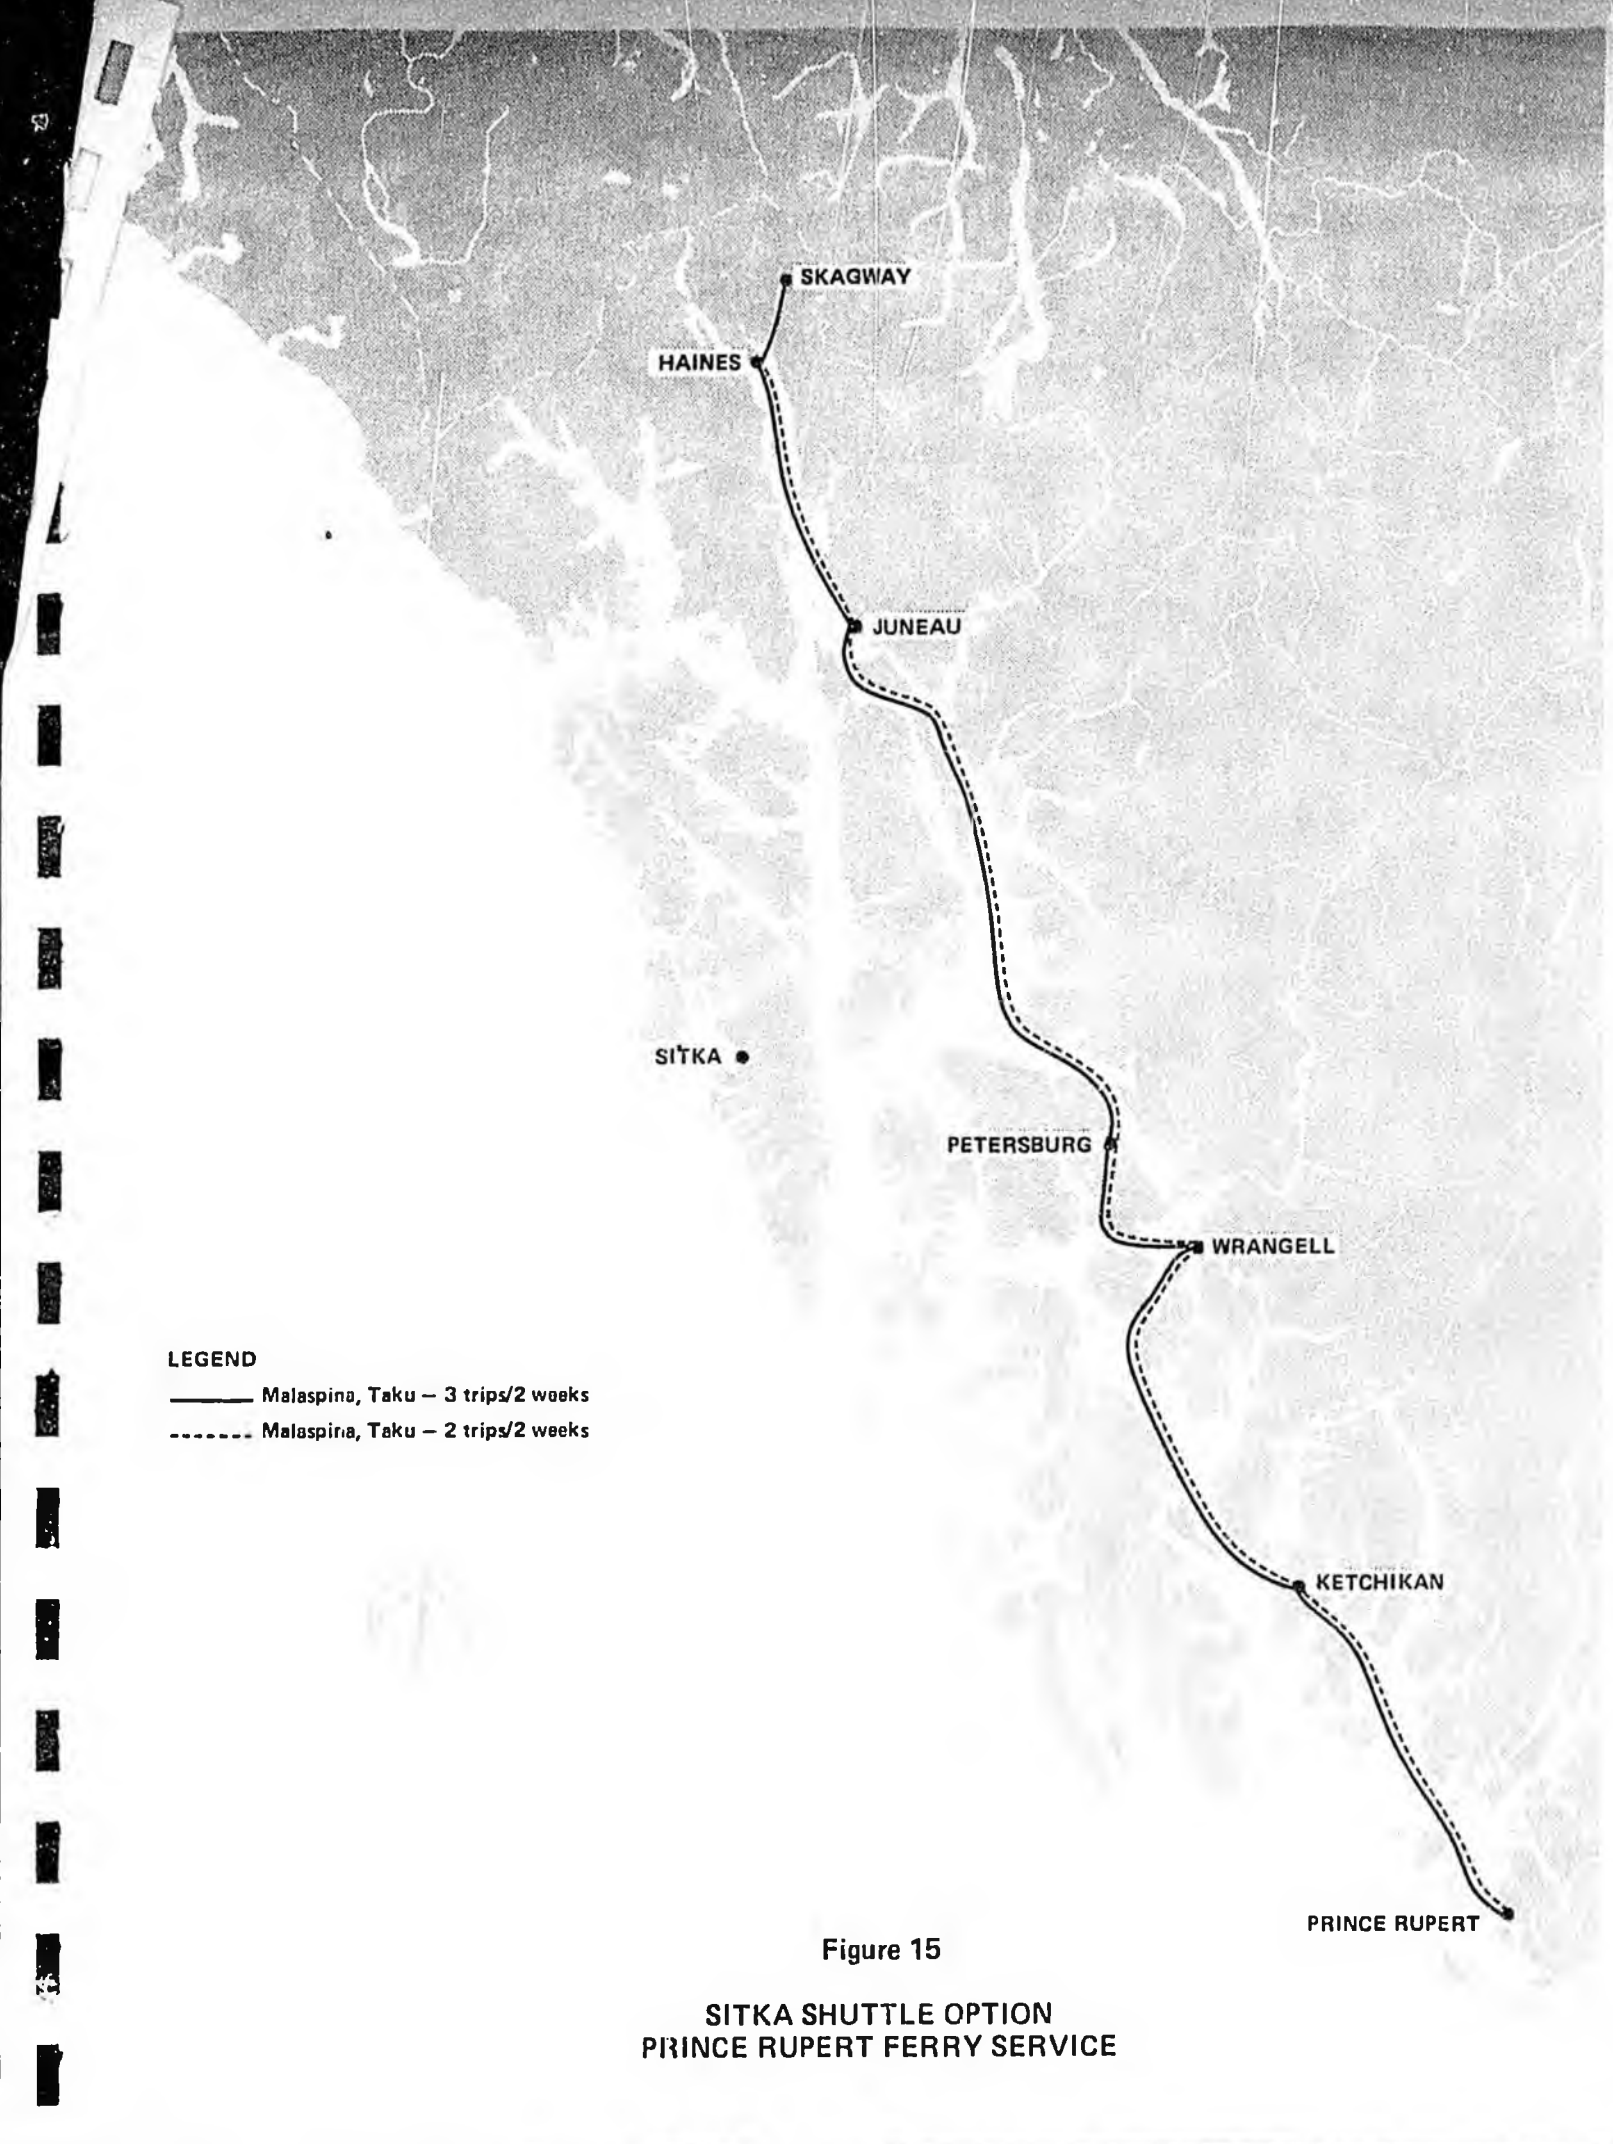 SKAGWAY
HAINES
JUNEAU
SITKA
PETERSBURG
WRANGELL
LEGEND
Malaspina, Taku – 3 trips/2 weeks
Malaspina, Taku – 2 trips/2 weeks
KETCHIKAN
PRINCE RUPERT
Figure 15
SITKA SHUTTLE OPTION
PRINCE RUPERT FERRY SERVICE